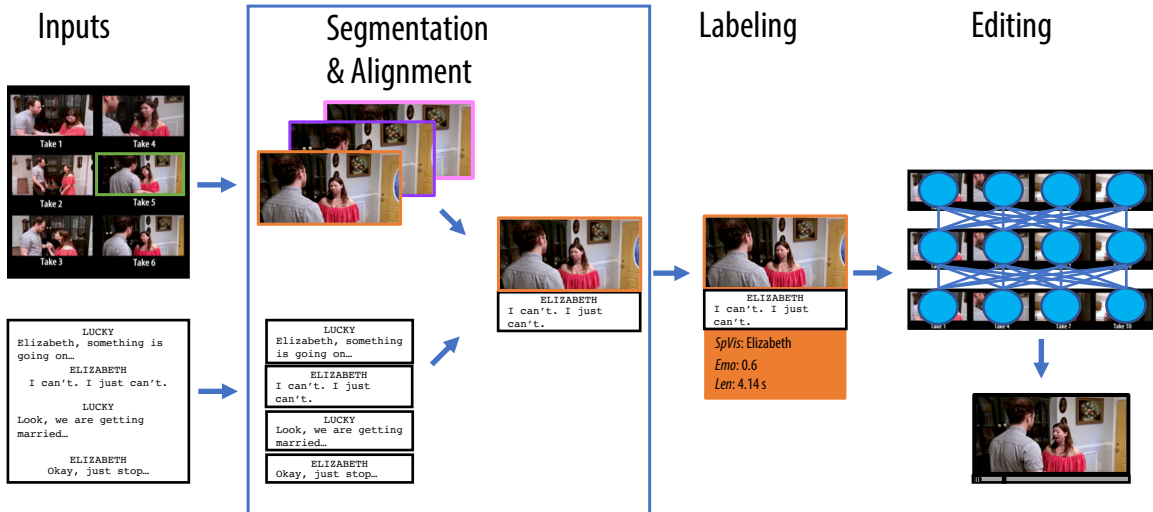 Inputs
Segmentation
& Alignment
Labeling
Editing
Take 1
Take 4
Take 2
Take 5
Take 3
Take 6
LUCKY
Elizabeth, something is
going on…
ELIZABETH
I can't. I just can't.
LUCKY
Look, we are getting
married…
ELIZABETH
Okay, just stop…
LUCKY
Elizabeth, something
is going on…
ELIZABETH
I can't. I just
can't.
LUCKY
Look, we are getting
married…
ELIZABETH
Okay, just stop…
ELIZABETH
I can't. I just
can't.
ELIZABETH
I can't. I just
can't.
SpVis: Elizabeth
Emo: 0.6
Len: 4.14 s
Take 1
Take 4
Take 7
Take 10